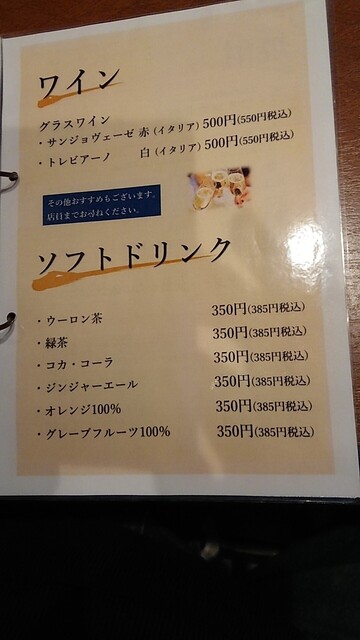 ワイン
グラスワイン
・サンジョヴェーゼ 赤 (イタリア) 500円(550円税込)
・トレビアーノ 白 (イタリア) 500円(550円税込)
その他おすすめもございます。
店員までお尋ねください。
ソフトドリンク
・ウーロン茶 350円(385円税込)
・緑茶 350円(385円税込)
・コカ・コーラ 350円(385円税込)
・ジンジャーエール 350円(385円税込)
・オレンジ100% 350円(385円税込)
・グレープフルーツ100% 350円(385円税込)